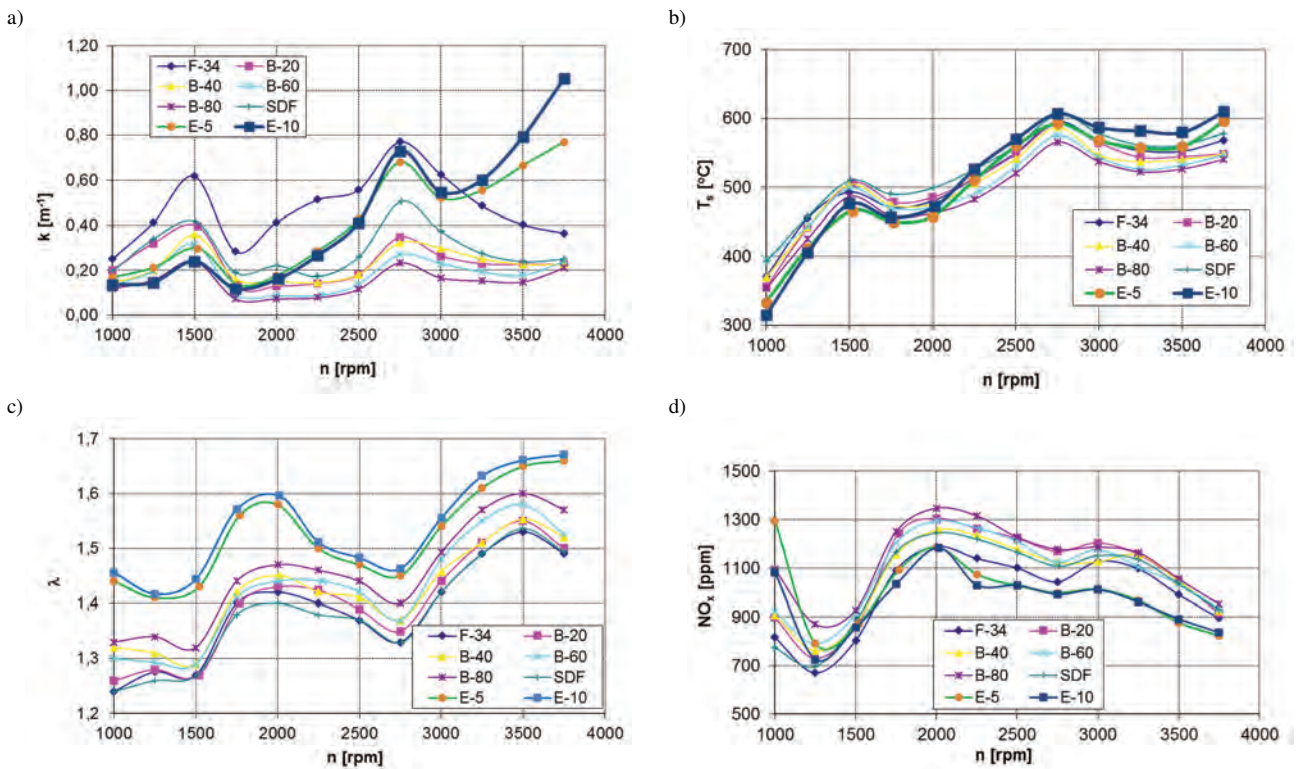 a)
1,20
1,00
0,80
0,60
0,40
0,20
0,00
k [m⁻¹]
F-34 B-20
B-40 B-60
B-80 SDF
E-5 E-10
1000 1500 2000 2500 3000 3500 4000
n [rpm]
b)
700
600
500
400
300
Ts [°C]
F-34 B-20
B-40 B-60
B-80 SDF
E-5 E-10
1000 1500 2000 2500 3000 3500 4000
n [rpm]
c)
1,7
1,6
1,5
1,4
1,3
1,2
λ
F-34 B-20
B-40 B-60
B-80 SDF
E-5 E-10
1000 1500 2000 2500 3000 3500 4000
n [rpm]
d)
1500
1300
1100
900
700
500
NOx [ppm]
F-34 B-20
B-40 B-60
B-80 SDF
E-5 E-10
1000 1500 2000 2500 3000 3500 4000
n [rpm]